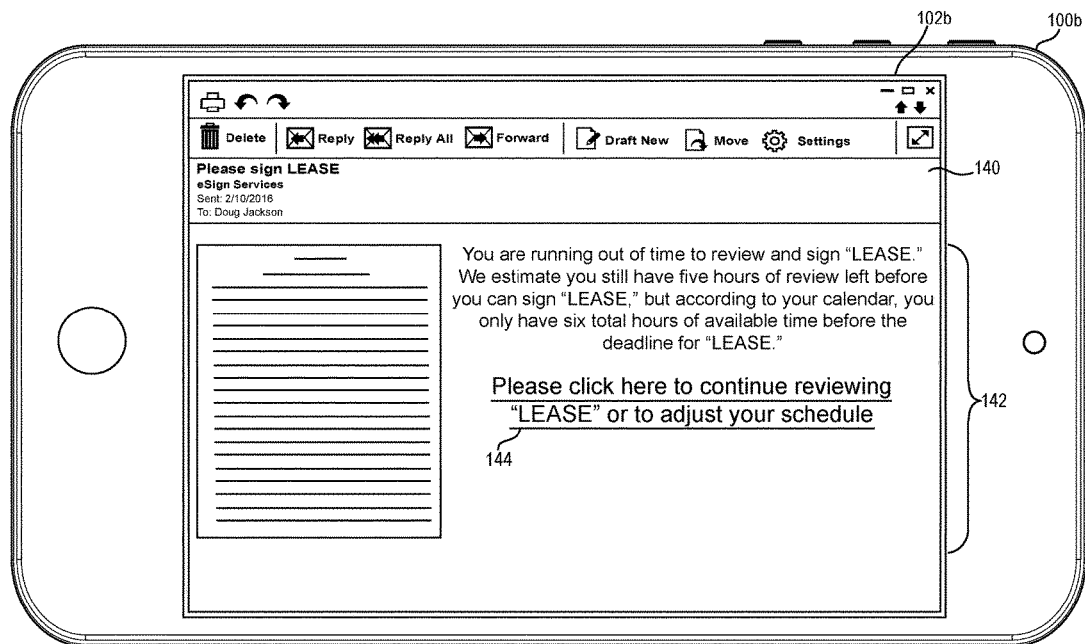 102b
100b
Delete Reply Reply All Forward Draft New Move Settings
Please sign LEASE
140
eSign Services
Sent: 2/10/2016
To: Doug Jackson
You are running out of time to review and sign “LEASE.”
We estimate you still have five hours of review left before
you can sign “LEASE,” but according to your calendar, you
only have six total hours of available time before the
deadline for “LEASE.”
Please click here to continue reviewing
“LEASE” or to adjust your schedule
142
144